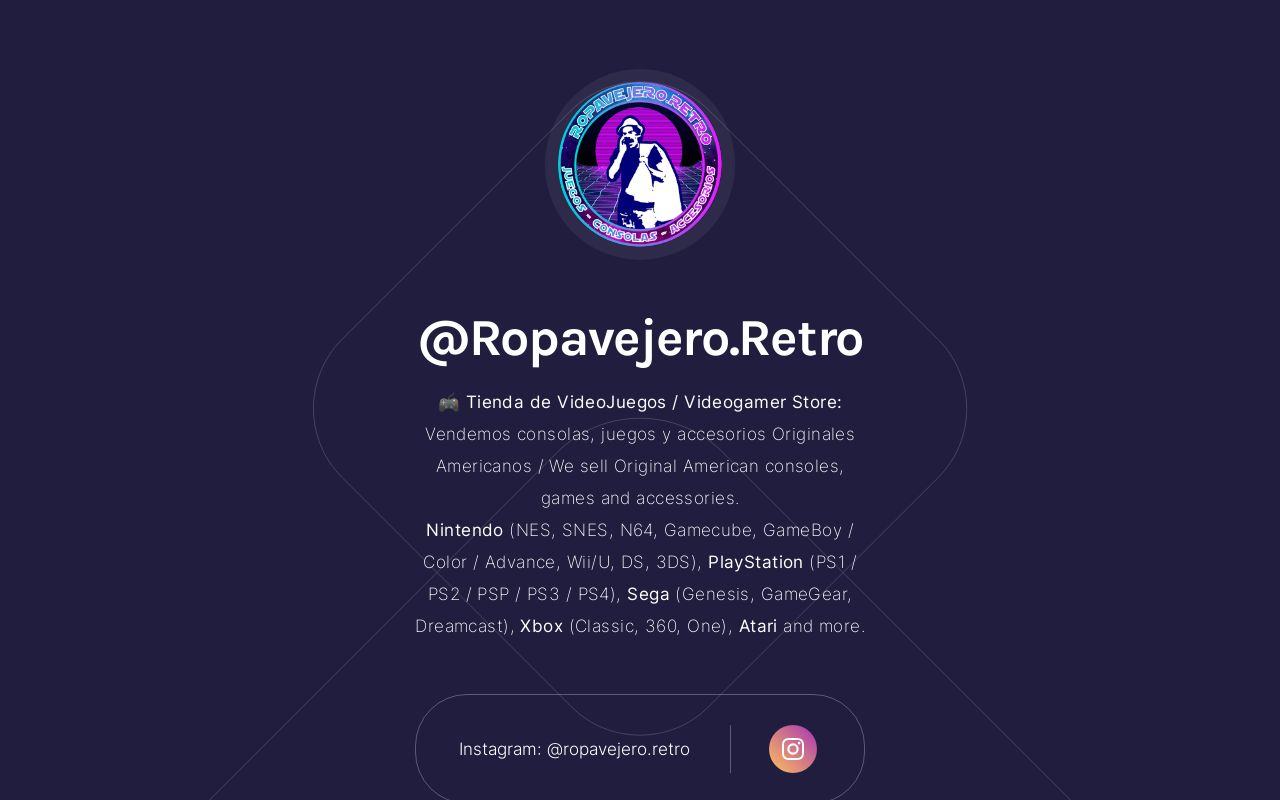 ROPAVEJERO.RETRO
JUEGOS - CONSOLAS - ACCESORIOS
@Ropavejero.Retro
🎮 Tienda de VideoJuegos / Videogamer Store:
Vendemos consolas, juegos y accesorios Originales
Americanos / We sell Original American consoles,
games and accessories.
Nintendo (NES, SNES, N64, Gamecube, GameBoy /
Color / Advance, Wii/U, DS, 3DS), PlayStation (PS1 /
PS2 / PSP / PS3 / PS4), Sega (Genesis, GameGear,
Dreamcast), Xbox (Classic, 360, One), Atari and more.
Instagram: @ropavejero.retro